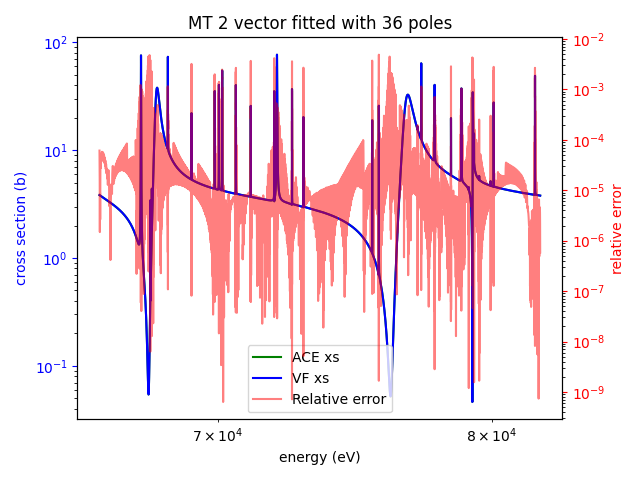 MT 2 vector fitted with 36 poles
cross section (b)
10²
10¹
10⁰
10⁻¹
10⁻²
10⁻³
10⁻⁴
10⁻⁵
10⁻⁶
10⁻⁷
10⁻⁸
10⁻⁹
relative error
ACE xs
VF xs
Relative error
7 × 10⁴
8 × 10⁴
energy (eV)